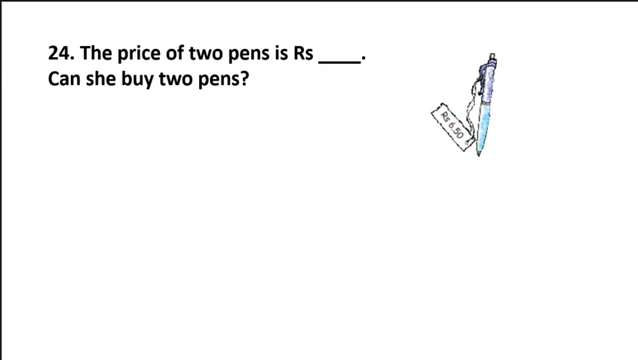 24. The price of two pens is Rs ____.
Can she buy two pens?
Rs 6.50